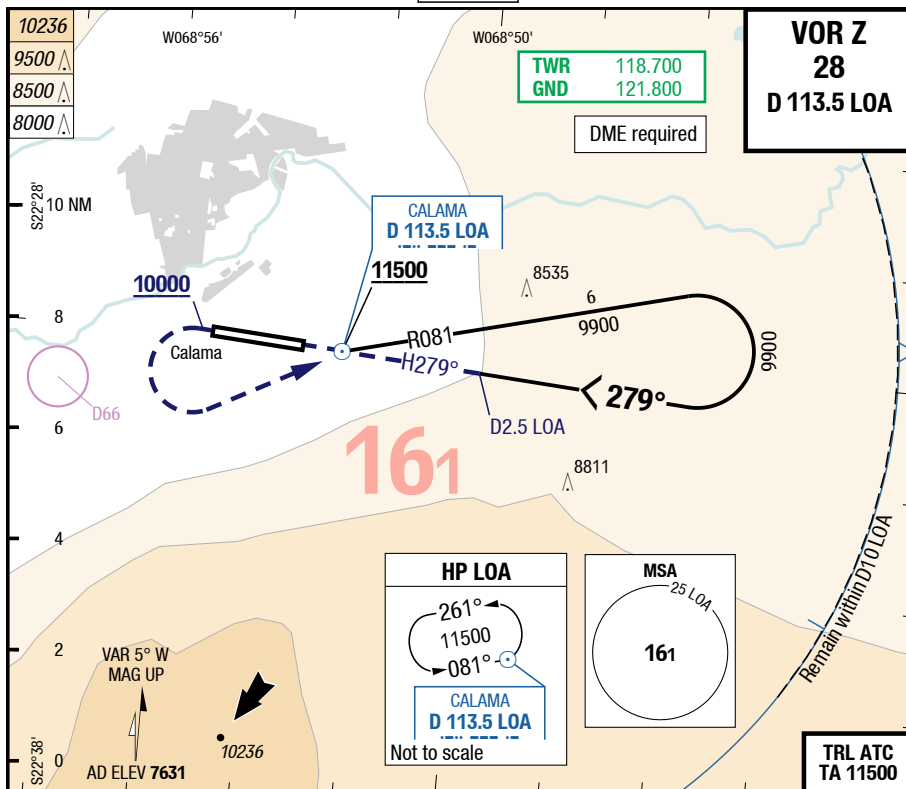 10236
9500
8500
8000
W068°56'
W068°50'
TWR 118.700
GND 121.800
DME required
VOR Z
28
D 113.5 LOA
S22°28'
10 NM
CALAMA
D 113.5 LOA
10000
11500
8535
6
9900
R081
9900
8
Calama
H279°
279°
D66
D2.5 LOA
6
161
8811
4
HP LOA
261°
11500
081°
CALAMA
D 113.5 LOA
Not to scale
MSA
25 LOA
161
Remain within D10 LOA
2
VAR 5° W
MAG UP
10236
S22°38'
0
AD ELEV 7631
TRL ATC
TA 11500